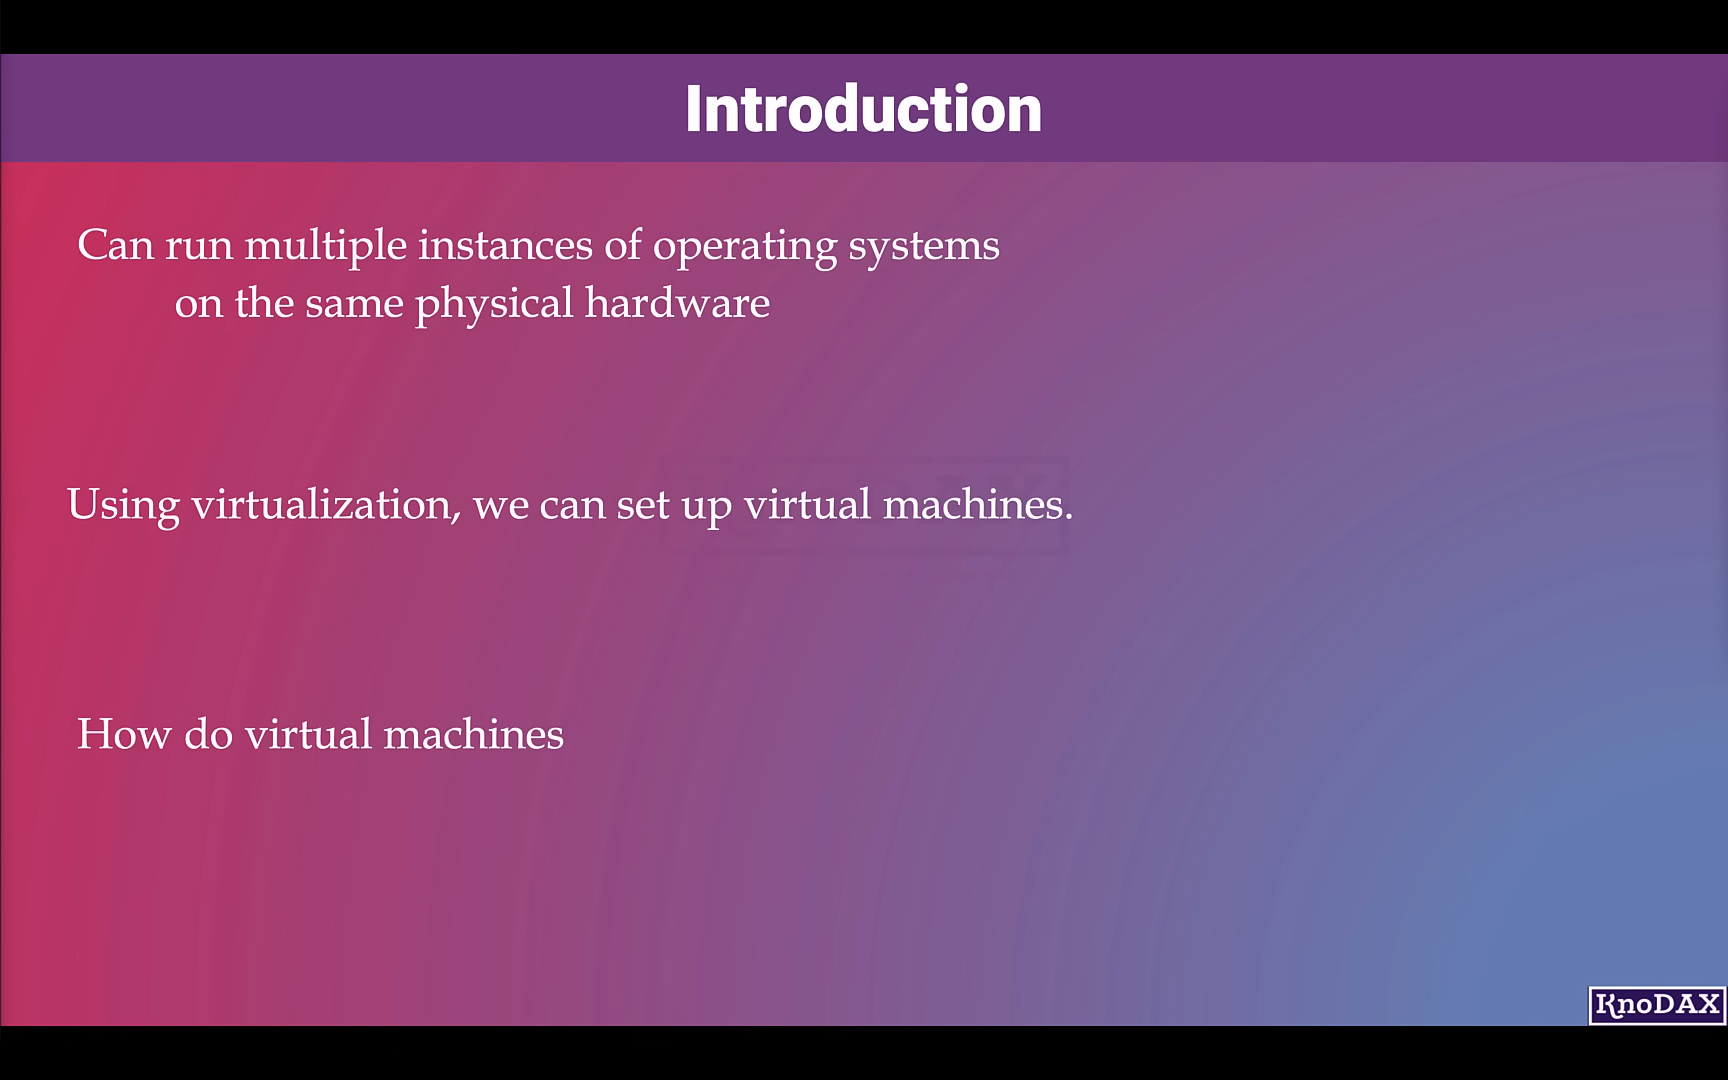 Introduction
Can run multiple instances of operating systems
on the same physical hardware
Using virtualization, we can set up virtual machines.
How do virtual machines
KnoDAX